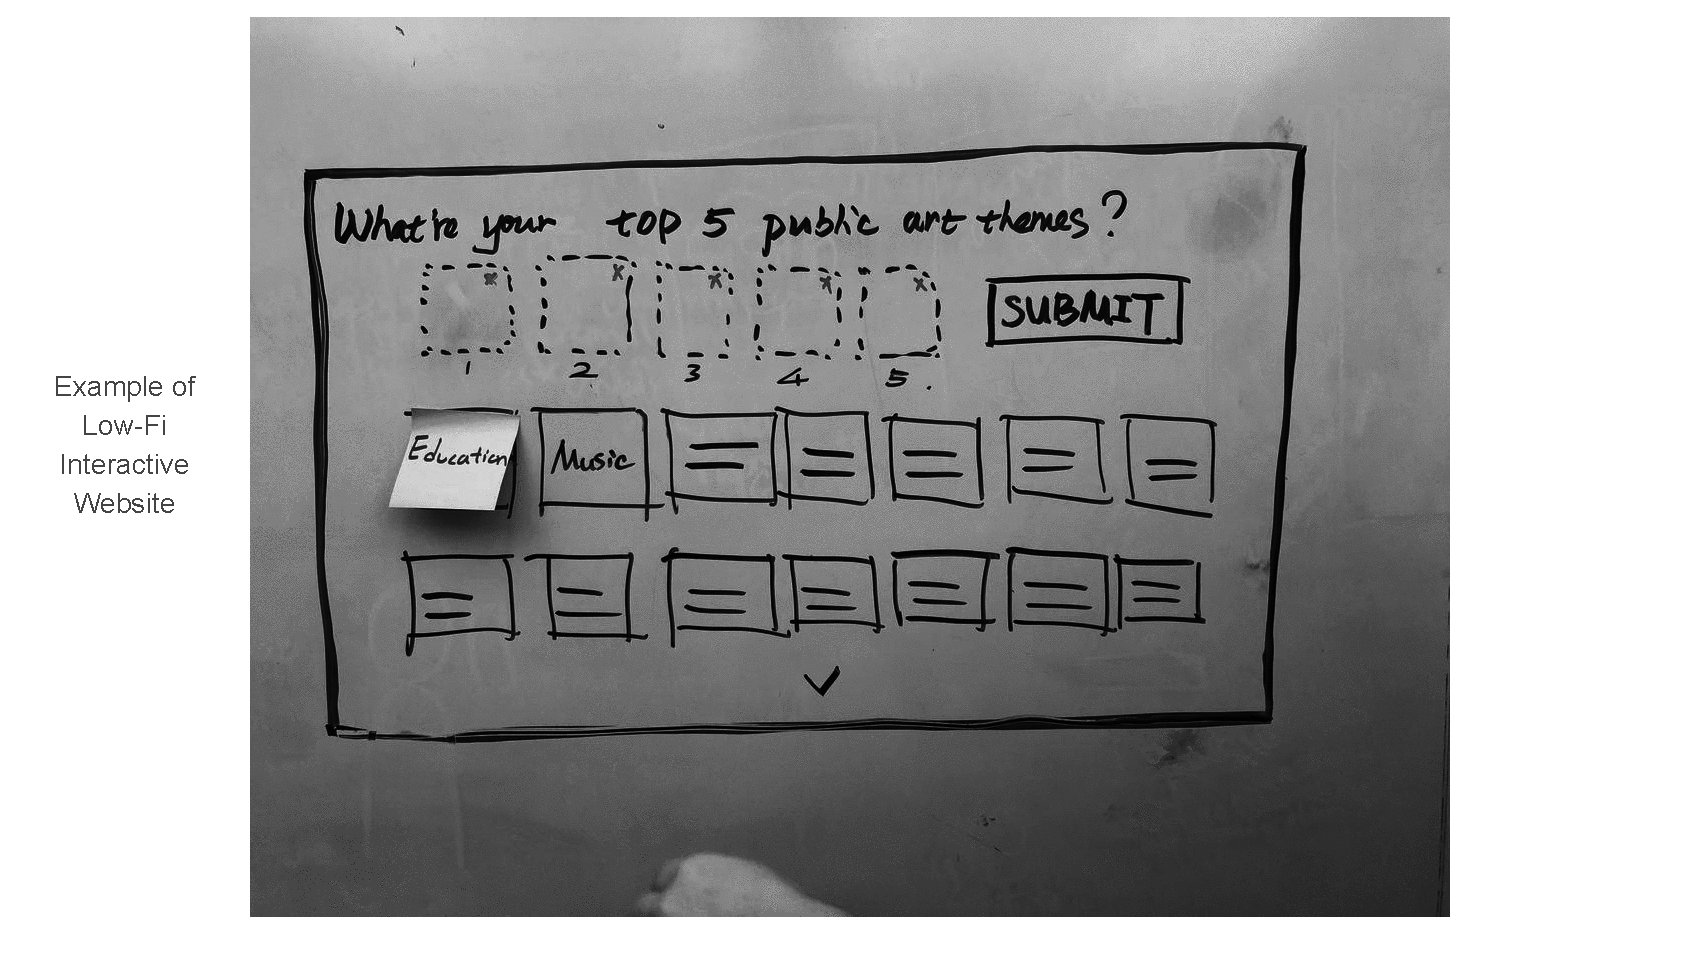 Example of
Low-Fi
Interactive
Website
What're your top 5 public art themes?
x x x x x
SUBMIT
1 2 3 4 5.
Education Music